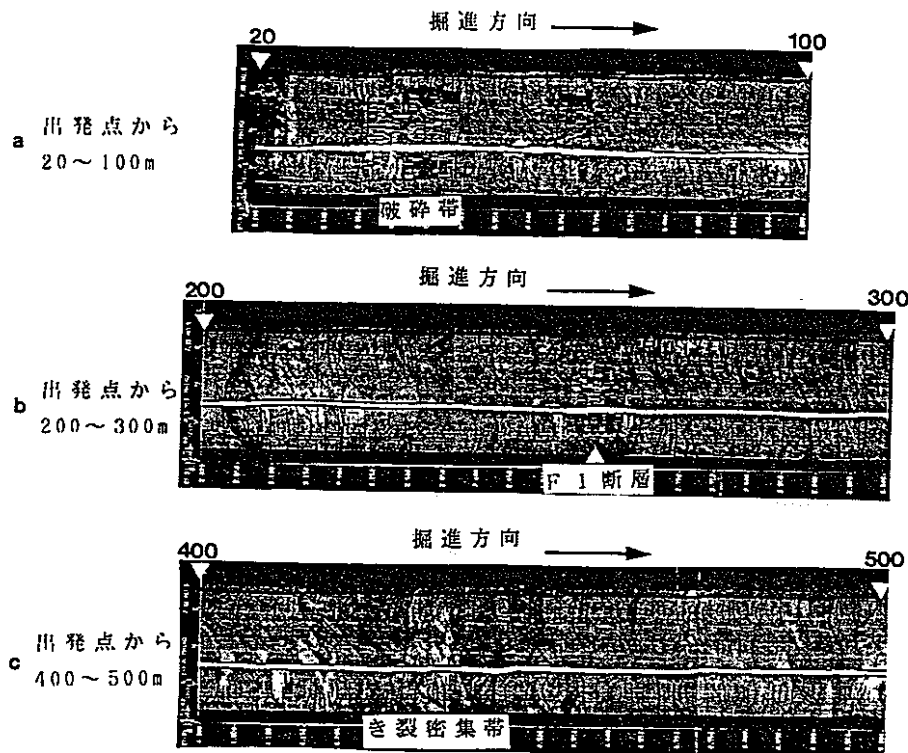 掘進方向
20
100
a
出発点から
20～100m
破砕帯
掘進方向
200
300
b
出発点から
200～300m
F1断層
掘進方向
400
500
c
出発点から
400～500m
き裂密集帯